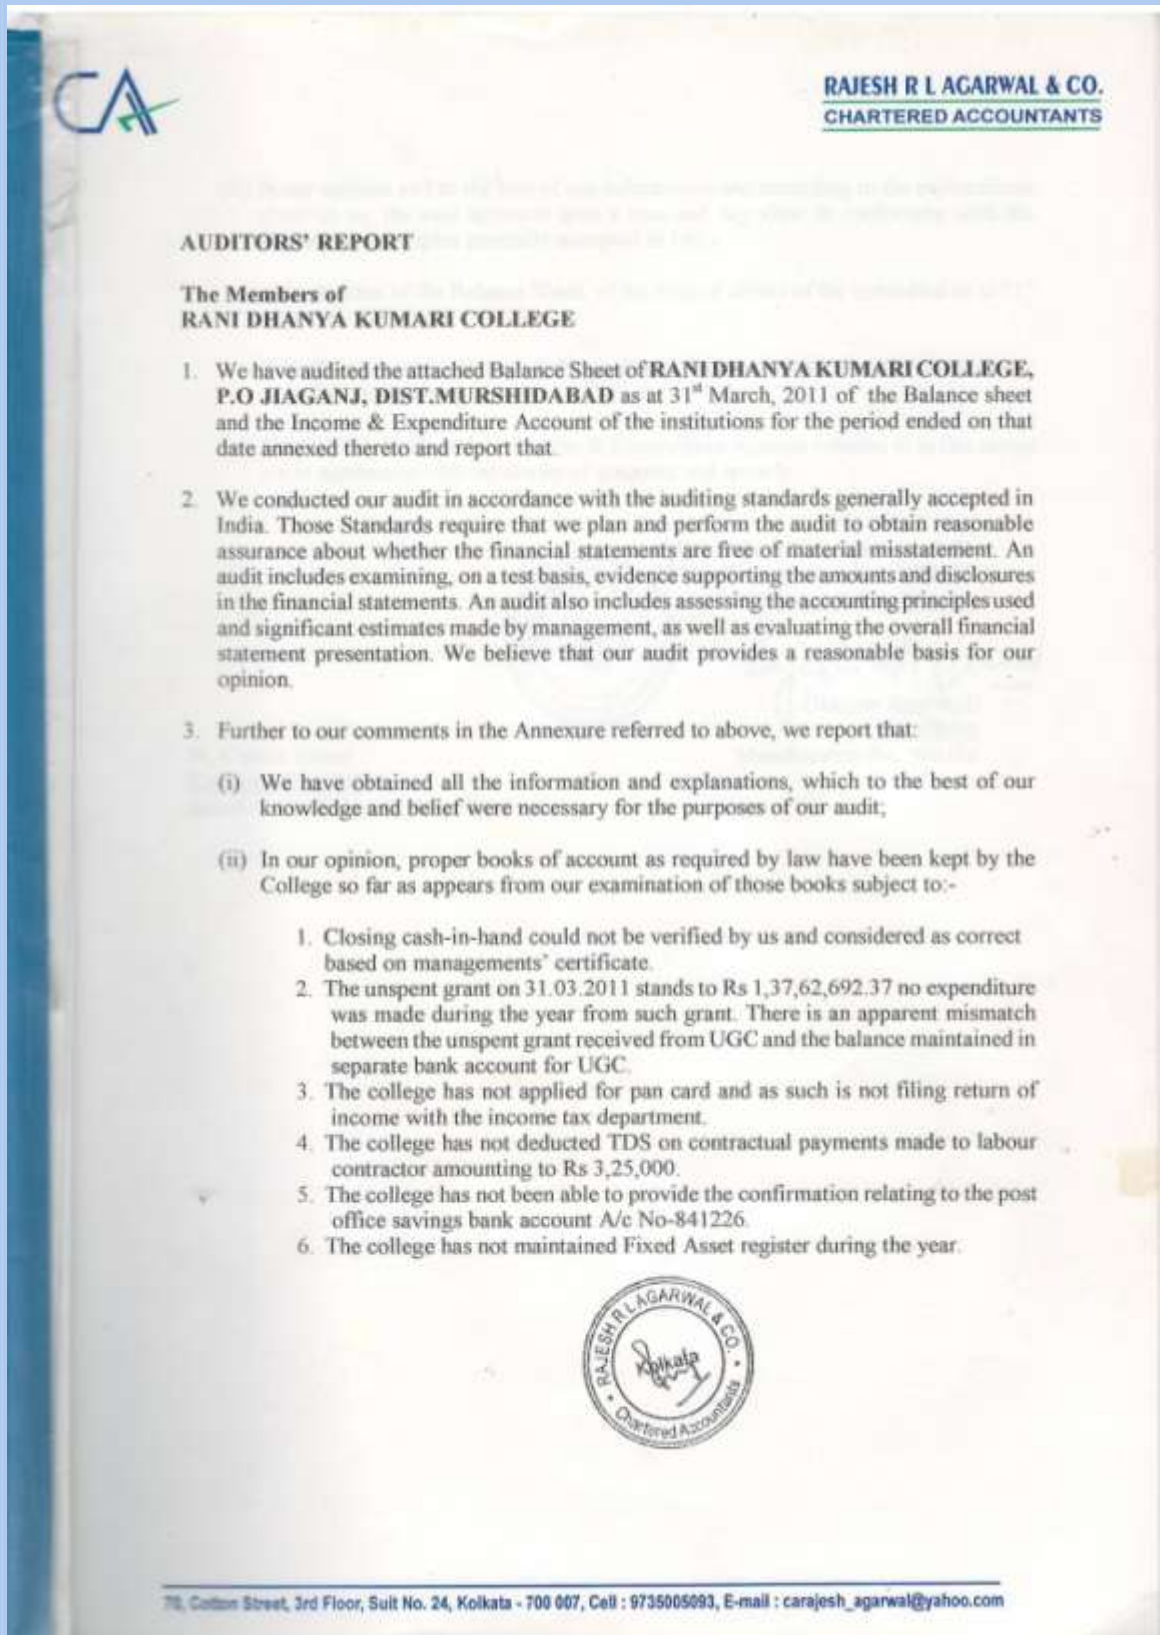 CA
RAJESH R L AGARWAL & CO.
CHARTERED ACCOUNTANTS
AUDITORS' REPORT
The Members of
RANI DHANYA KUMARI COLLEGE
1. We have audited the attached Balance Sheet of RANI DHANYA KUMARI COLLEGE,
P.O JIAGANJ, DIST.MURSHIDABAD as at 31st March, 2011 of the Balance sheet
and the Income & Expenditure Account of the institutions for the period ended on that
date annexed thereto and report that.
2. We conducted our audit in accordance with the auditing standards generally accepted in
India. Those Standards require that we plan and perform the audit to obtain reasonable
assurance about whether the financial statements are free of material misstatement. An
audit includes examining, on a test basis, evidence supporting the amounts and disclosures
in the financial statements. An audit also includes assessing the accounting principles used
and significant estimates made by management, as well as evaluating the overall financial
statement presentation. We believe that our audit provides a reasonable basis for our
opinion.
3. Further to our comments in the Annexure referred to above, we report that:
(i) We have obtained all the information and explanations, which to the best of our
knowledge and belief were necessary for the purposes of our audit;
(ii) In our opinion, proper books of account as required by law have been kept by the
College so far as appears from our examination of those books subject to:-
1. Closing cash-in-hand could not be verified by us and considered as correct
based on managements' certificate.
2. The unspent grant on 31.03.2011 stands to Rs 1,37,62,692.37 no expenditure
was made during the year from such grant. There is an apparent mismatch
between the unspent grant received from UGC and the balance maintained in
separate bank account for UGC.
3. The college has not applied for pan card and as such is not filing return of
income with the income tax department.
4. The college has not deducted TDS on contractual payments made to labour
contractor amounting to Rs 3,25,000.
5. The college has not been able to provide the confirmation relating to the post
office savings bank account A/c No-841226.
6. The college has not maintained Fixed Asset register during the year.
RAJESH R L AGARWAL & CO.
Kolkata
Chartered Accountants
70, Cotton Street, 3rd Floor, Suit No. 24, Kolkata - 700 007, Cell : 9735005093, E-mail : carajesh_agarwal@yahoo.com